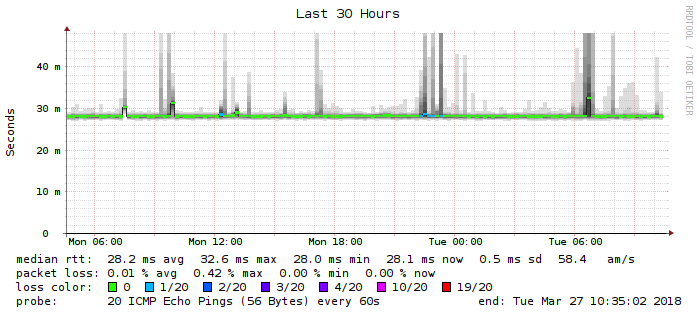 Last 30 Hours
RRDTOOL / TOBI OETIKER
Seconds
40 m
30 m
20 m
10 m
0
Mon 06:00 Mon 12:00 Mon 18:00 Tue 00:00 Tue 06:00
median rtt: 28.2 ms avg 32.6 ms max 28.0 ms min 28.1 ms now 0.5 ms sd 58.4 am/s
packet loss: 0.01 % avg 0.42 % max 0.00 % min 0.00 % now
loss color: 0 1/20 2/20 3/20 4/20 10/20 19/20
probe: 20 ICMP Echo Pings (56 Bytes) every 60s end: Tue Mar 27 10:35:02 2018